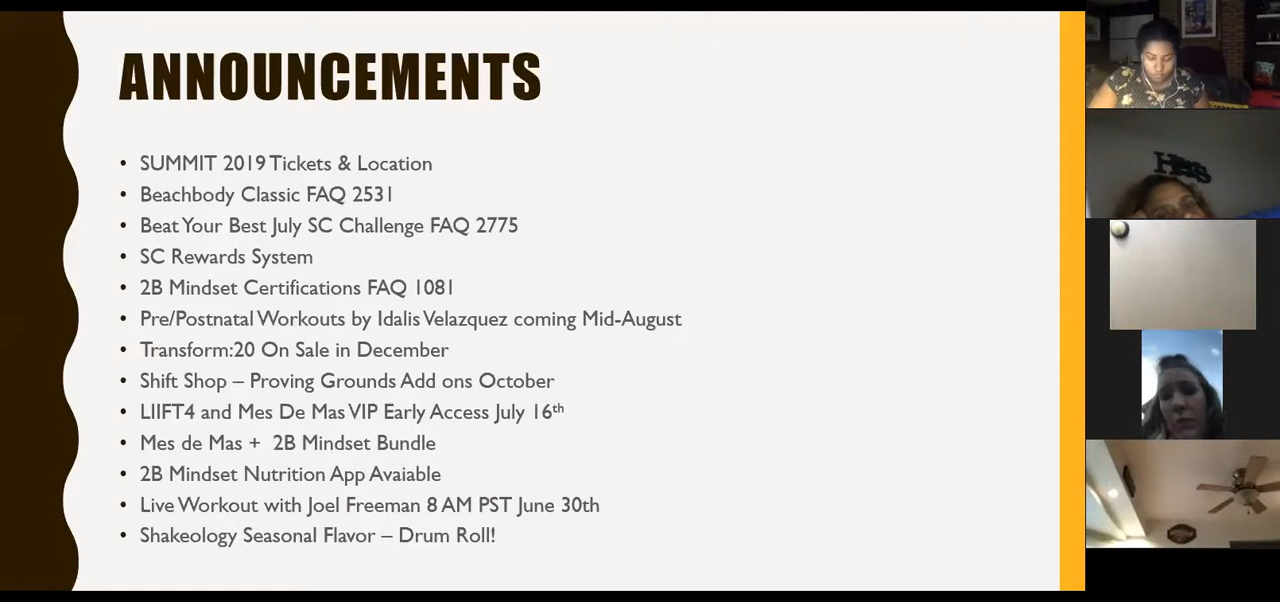 ANNOUNCEMENTS
• SUMMIT 2019 Tickets & Location
• Beachbody Classic FAQ 2531
• Beat Your Best July SC Challenge FAQ 2775
• SC Rewards System
• 2B Mindset Certifications FAQ 1081
• Pre/Postnatal Workouts by Idalis Velazquez coming Mid-August
• Transform:20 On Sale in December
• Shift Shop – Proving Grounds Add ons October
• LIIFT4 and Mes De Mas VIP Early Access July 16th
• Mes de Mas + 2B Mindset Bundle
• 2B Mindset Nutrition App Avaiable
• Live Workout with Joel Freeman 8 AM PST June 30th
• Shakeology Seasonal Flavor – Drum Roll!